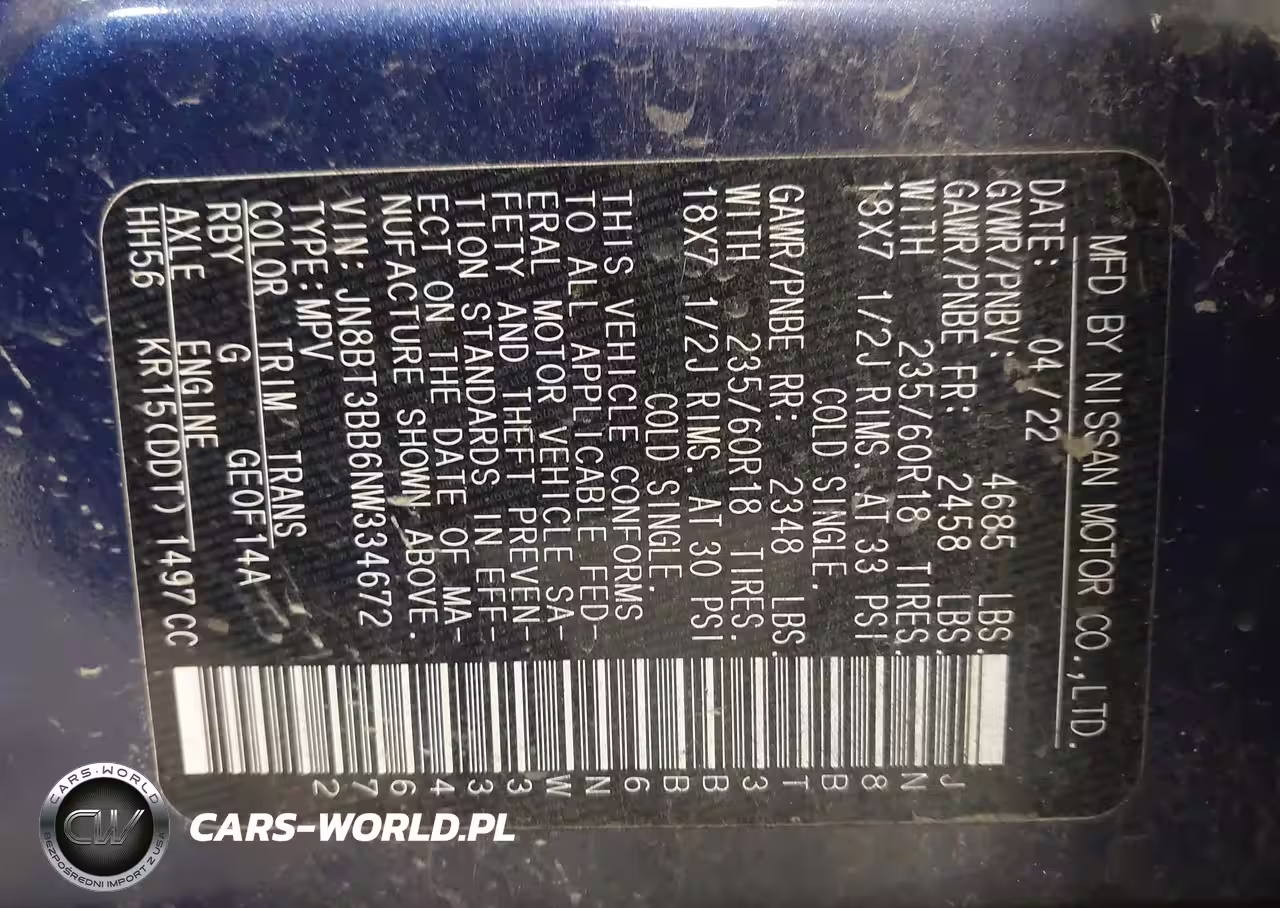 MFD BY NISSAN MOTOR CO.,LTD.
DATE: 04/22
GVWR/PNBV: 4685 LBS.
GAWR/PNBE FR: 2458 LBS.
WITH 235/60R18 TIRES.
18X7 1/2J RIMS. AT 33 PSI
COLD SINGLE.
GAWR/PNBE RR: 2348 LBS.
WITH 235/60R18 TIRES.
18X7 1/2J RIMS. AT 30 PSI
COLD SINGLE.
THIS VEHICLE CONFORMS
TO ALL APPLICABLE FED-
ERAL MOTOR VEHICLE SA-
FETY AND THEFT PREVEN-
TION STANDARDS IN EFF-
ECT ON THE DATE OF MA-
NUFACTURE SHOWN ABOVE.
VIN: JN8BT3BB6NW334672
TYPE:MPV
COLOR TRIM TRANS
RBY G GE0F14A
AXLE ENGINE
HH56 KR15(DDT) 1497CC
JN8BT3BB6NW334672
CARS-WORLD
CW
BEZPOŚREDNI IMPORT Z USA
CARS-WORLD.PL